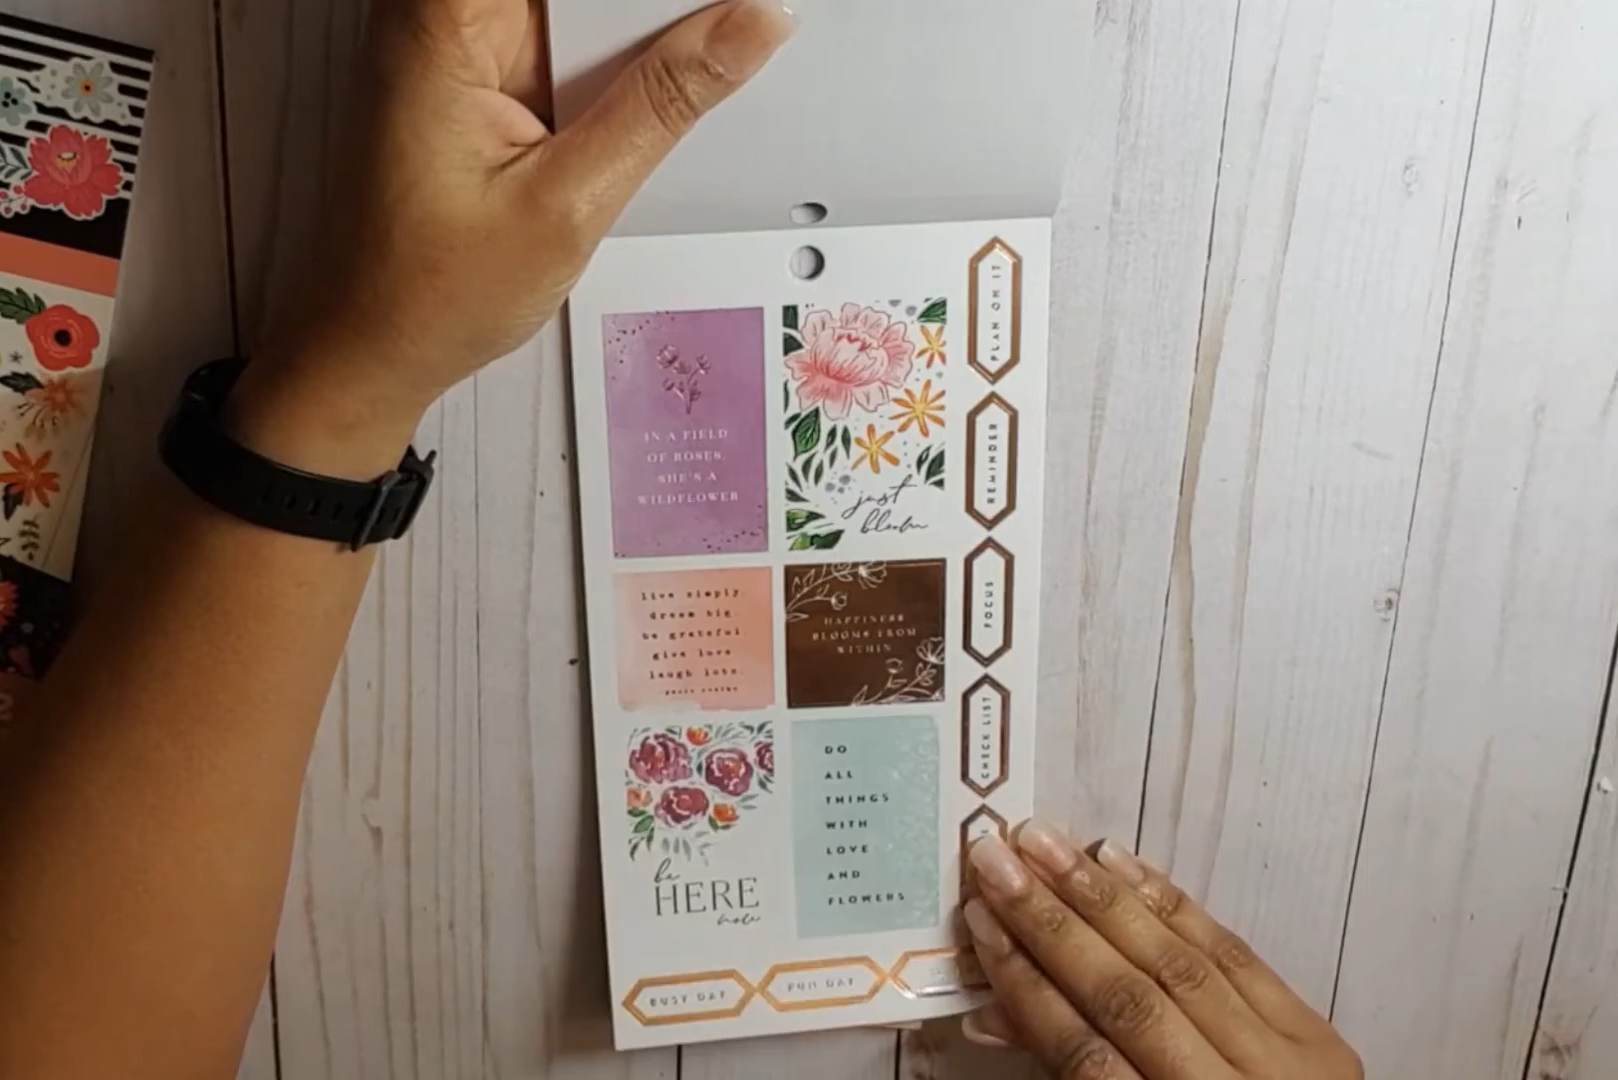 IN A FIELD
OF ROSES,
SHE'S A
WILDFLOWER
just
bloom
live simply.
dream big.
be grateful.
give love
laugh lots.
HAPPINESS
BLOOMS FROM
WITHIN
be
HERE
now
DO
ALL
THINGS
WITH
LOVE
AND
FLOWERS
PLAN ON IT
REMINDER
FOCUS
CHECK LIST
BUSY DAY
FUN DAY